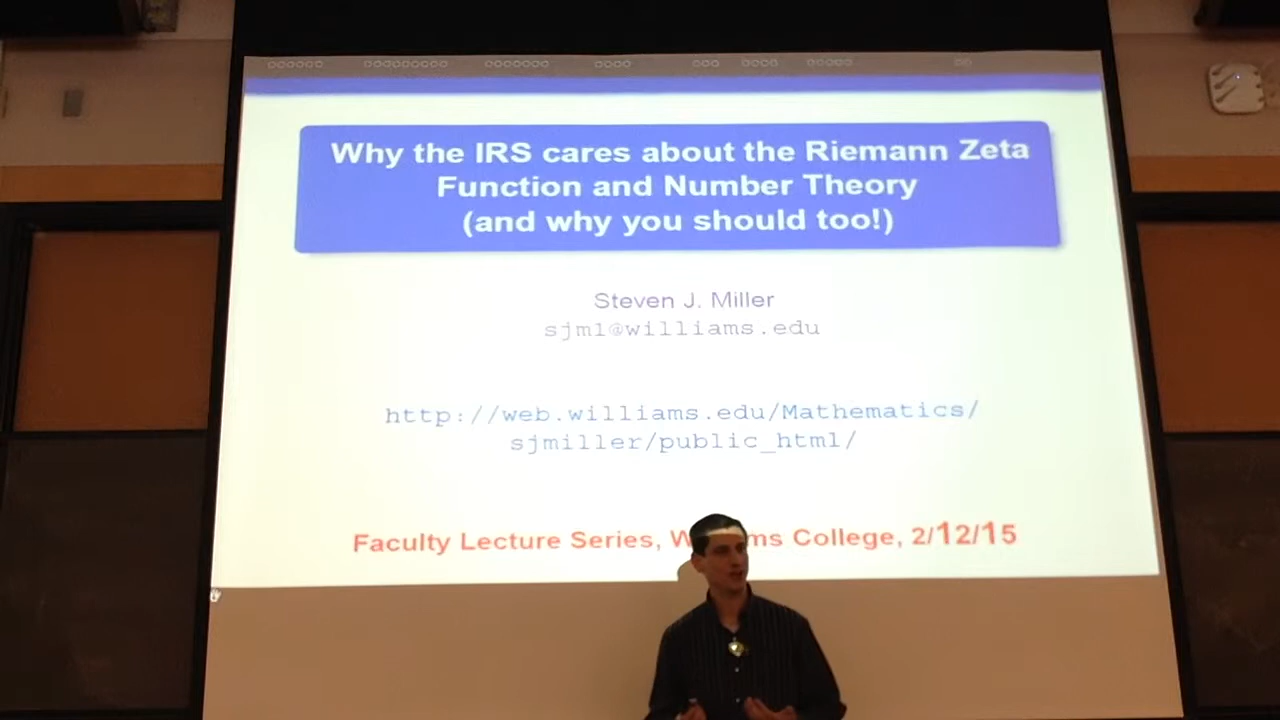 Why the IRS cares about the Riemann Zeta
Function and Number Theory
(and why you should too!)
Steven J. Miller
sjm1@williams.edu
http://web.williams.edu/Mathematics/
sjmiller/public_html/
Faculty Lecture Series, W ms College, 2/12/15